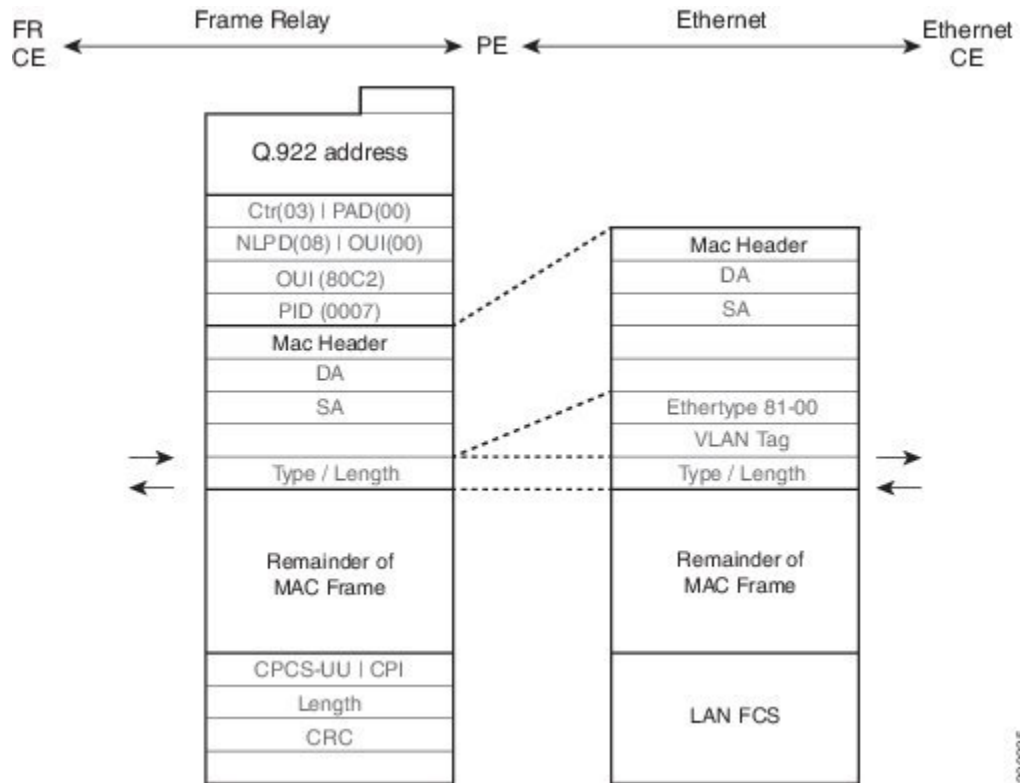 FR
CE
Frame Relay
PE
Ethernet
Ethernet
CE
Q.922 address
Ctr(03) | PAD(00)
NLPD(08) | OUI(00)
OUI (80C2)
PID (0007)
Mac Header
DA
SA
Type / Length
Remainder of
MAC Frame
CPCS-UU | CPI
Length
CRC
Mac Header
DA
SA
Ethertype 81-00
VLAN Tag
Type / Length
Remainder of
MAC Frame
LAN FCS